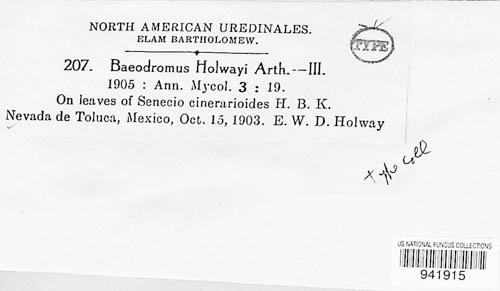 NORTH AMERICAN UREDINALES.
ELAM BARTHOLOMEW.
TYPE
207. Baeodromus Holwayi Arth.--III.
1905 : Ann. Mycol. 3 : 19.
On leaves of Senecio cinerarioides H. B. K.
Nevada de Toluca, Mexico, Oct. 15, 1903. E. W. D. Holway
type coll
US NATIONAL FUNGUS COLLECTIONS
941915